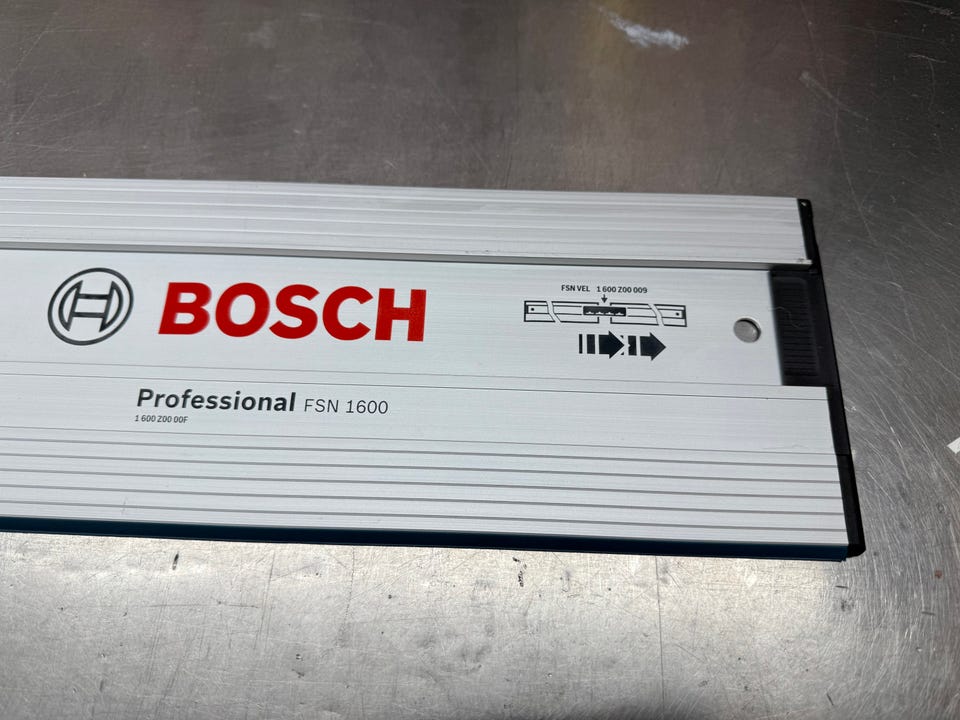 BOSCH
FSN VEL 1 600 Z00 009
Professional FSN 1600
1 600 Z00 00F